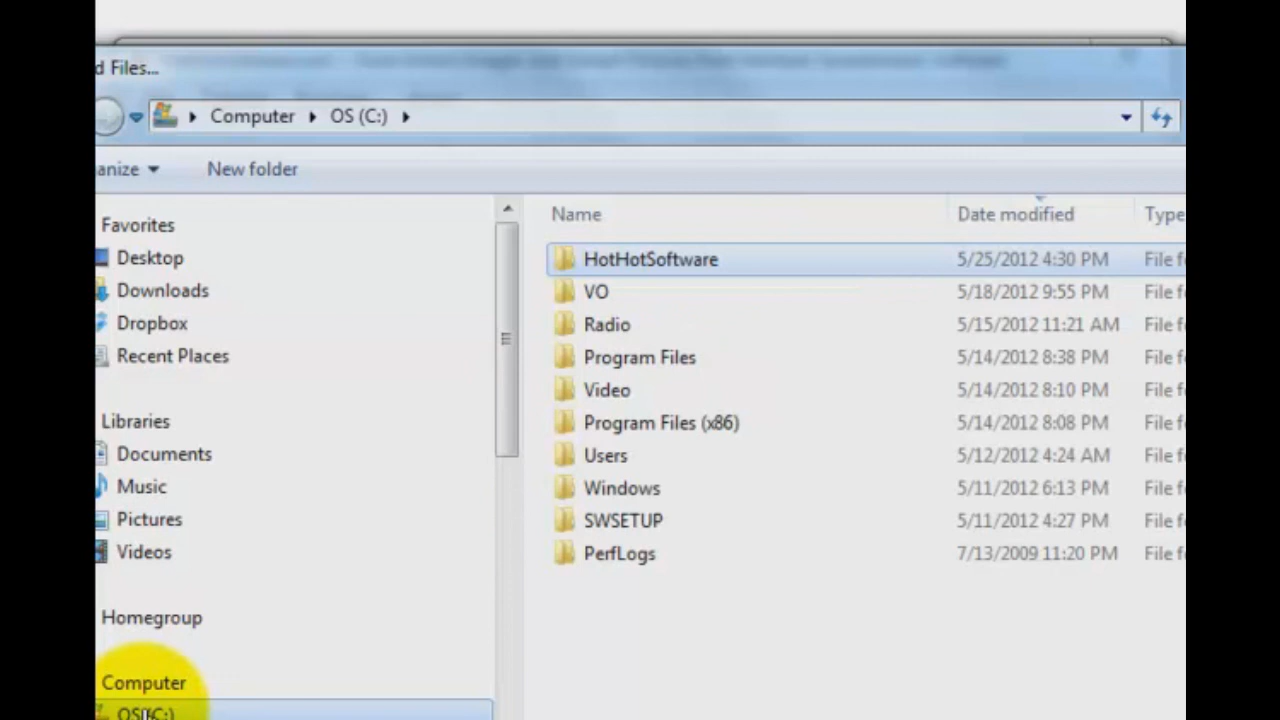 d Files...
Computer OS (C:)
anize New folder
Name Date modified Type
Favorites
Desktop
Downloads
Dropbox
Recent Places
Libraries
Documents
Music
Pictures
Videos
Homegroup
Computer
OS (C:)
HotHotSoftware 5/25/2012 4:30 PM File f
VO 5/18/2012 9:55 PM File f
Radio 5/15/2012 11:21 AM File f
Program Files 5/14/2012 8:38 PM File f
Video 5/14/2012 8:10 PM File f
Program Files (x86) 5/14/2012 8:08 PM File f
Users 5/12/2012 4:24 AM File f
Windows 5/11/2012 6:13 PM File f
SWSETUP 5/11/2012 4:27 PM File f
PerfLogs 7/13/2009 11:20 PM File f